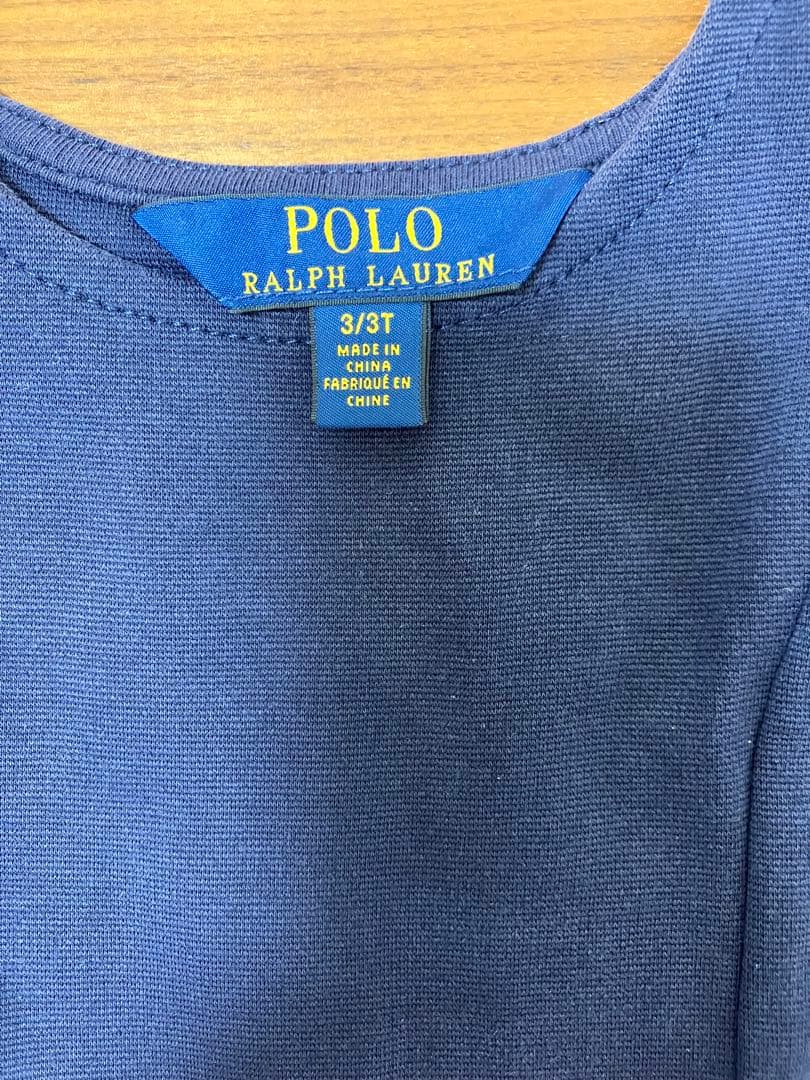 POLO
RALPH LAUREN
3/3T
MADE IN
CHINA
FABRIQUÉ EN
CHINE